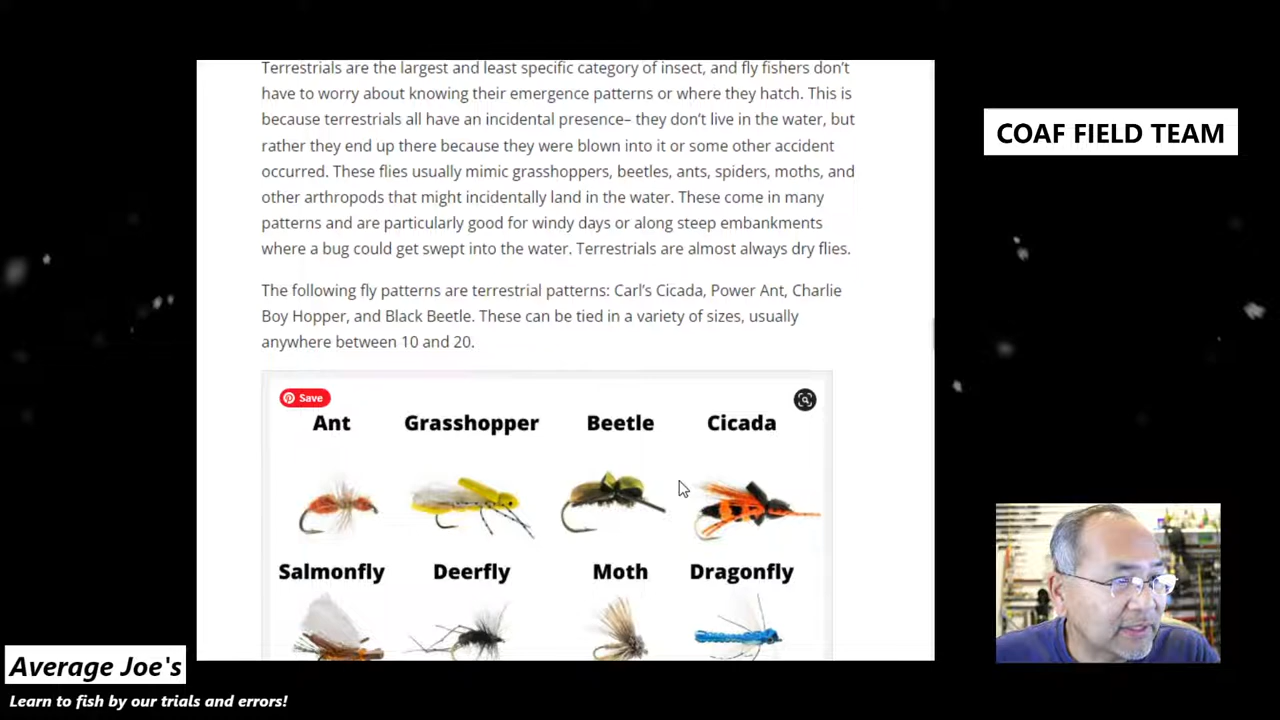 Terrestrials are the largest and least specific category of insect, and fly fishers don't
have to worry about knowing their emergence patterns or where they hatch. This is
because terrestrials all have an incidental presence– they don't live in the water, but
rather they end up there because they were blown into it or some other accident
occurred. These flies usually mimic grasshoppers, beetles, ants, spiders, moths, and
other arthropods that might incidentally land in the water. These come in many
patterns and are particularly good for windy days or along steep embankments
where a bug could get swept into the water. Terrestrials are almost always dry flies.
The following fly patterns are terrestrial patterns: Carl's Cicada, Power Ant, Charlie
Boy Hopper, and Black Beetle. These can be tied in a variety of sizes, usually
anywhere between 10 and 20.
Save
Ant Grasshopper Beetle Cicada
Salmonfly Deerfly Moth Dragonfly
COAF FIELD TEAM
Average Joe's
Learn to fish by our trials and errors!